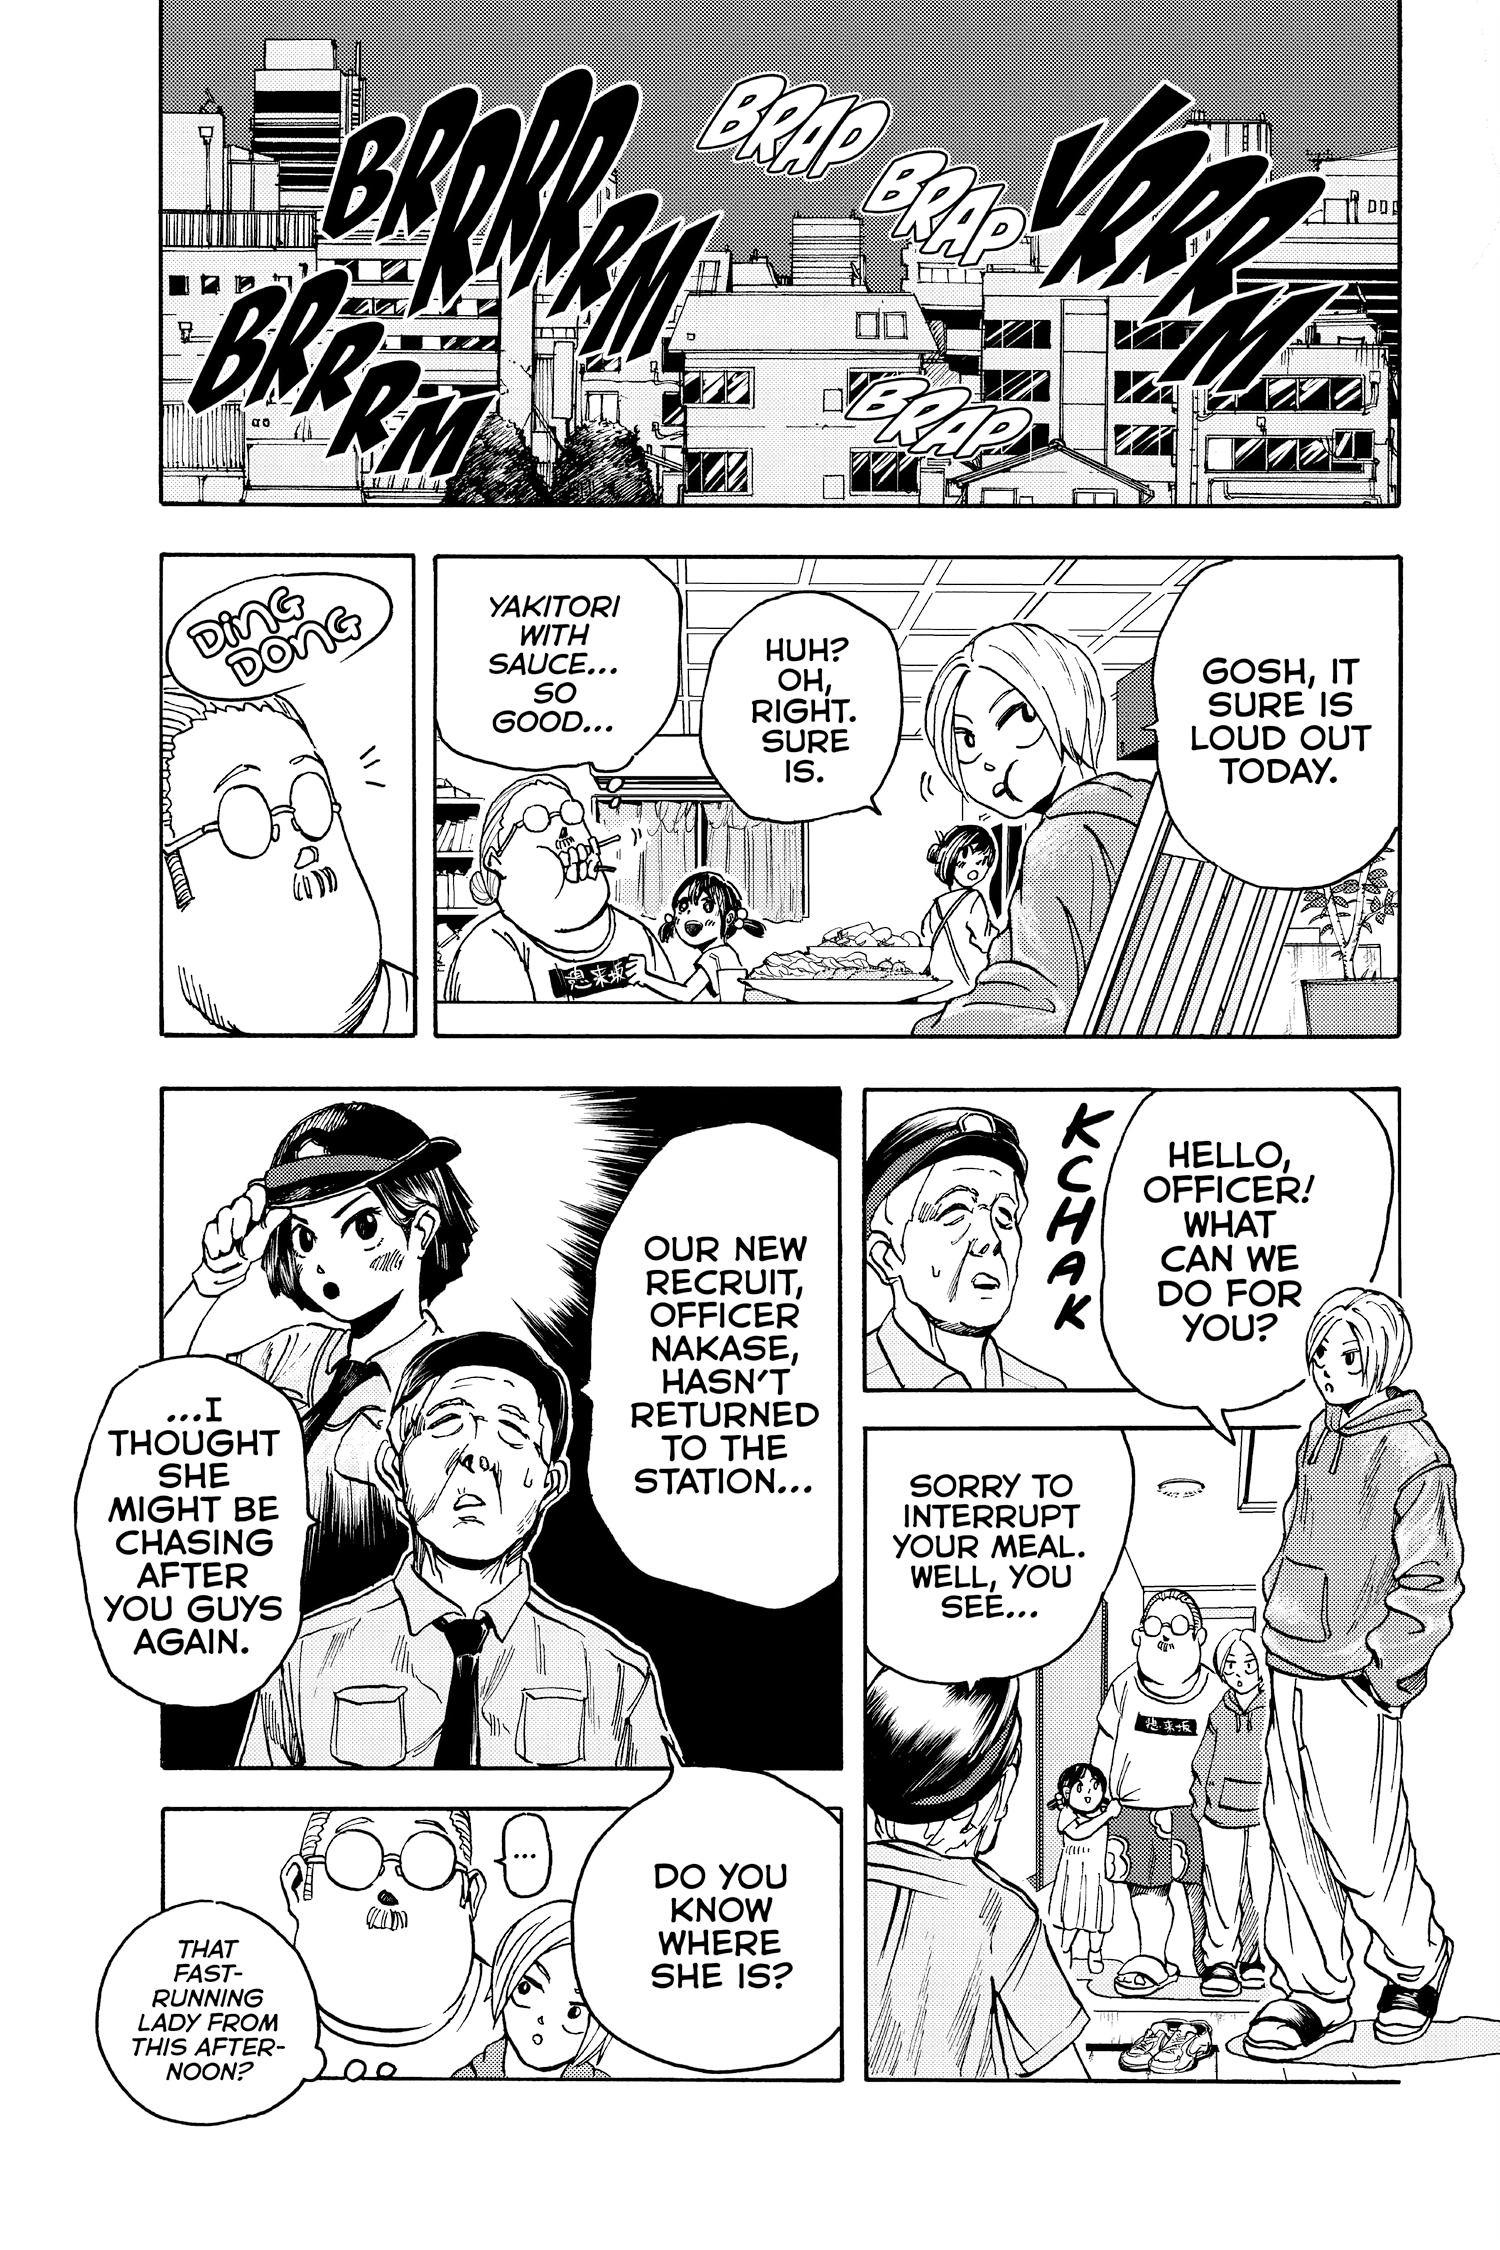 VRRRM
BRAP
BRAP
BRAP
BRRRRRRM
BRRRRM
GOSH, IT
SURE IS
LOUD OUT
TODAY.
HUH?
OH,
RIGHT.
SURE
IS.
YAKITORI
WITH
SAUCE...
SO
GOOD...
DING
DONG
HELLO,
OFFICER!
WHAT
CAN WE
DO FOR
YOU?
KCHAK
SORRY TO
INTERRUPT
YOUR MEAL.
WELL, YOU
SEE...
OUR NEW
RECRUIT,
OFFICER
NAKASE,
HASN'T
RETURNED
TO THE
STATION...
...I
THOUGHT
SHE
MIGHT BE
CHASING
AFTER
YOU GUYS
AGAIN.
DO YOU
KNOW
WHERE
SHE IS?
...
THAT
FAST-
RUNNING
LADY FROM
THIS AFTER-
NOON?